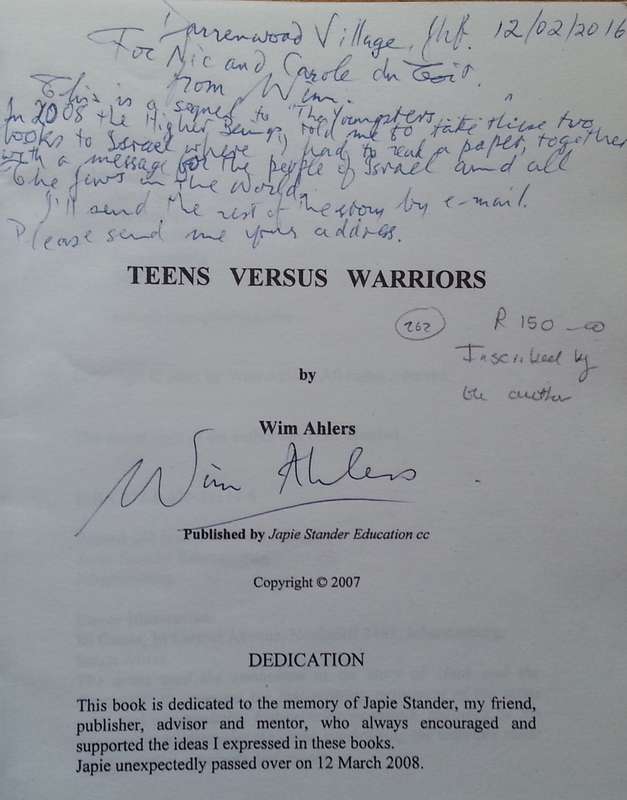 Darrenwood Village, Jhb. 12/02/2016
For Nic and Carole du Toit.
from Wim.
This is a sequel to "The Youngsters"
In 2008 the Higher Beings told me to take these two
books to Israel where I had to read a paper, together
with a message for the people of Israel and all
the Jews in the world.
I'll send the rest of the story by e-mail.
Please send me your address.
TEENS VERSUS WARRIORS
262 R 150-00
Inscribed by
the author
by
Wim Ahlers
Wim Ahlers
Published by Japie Stander Education cc
Copyright © 2007
DEDICATION
This book is dedicated to the memory of Japie Stander, my friend,
publisher, advisor and mentor, who always encouraged and
supported the ideas I expressed in these books.
Japie unexpectedly passed over on 12 March 2008.